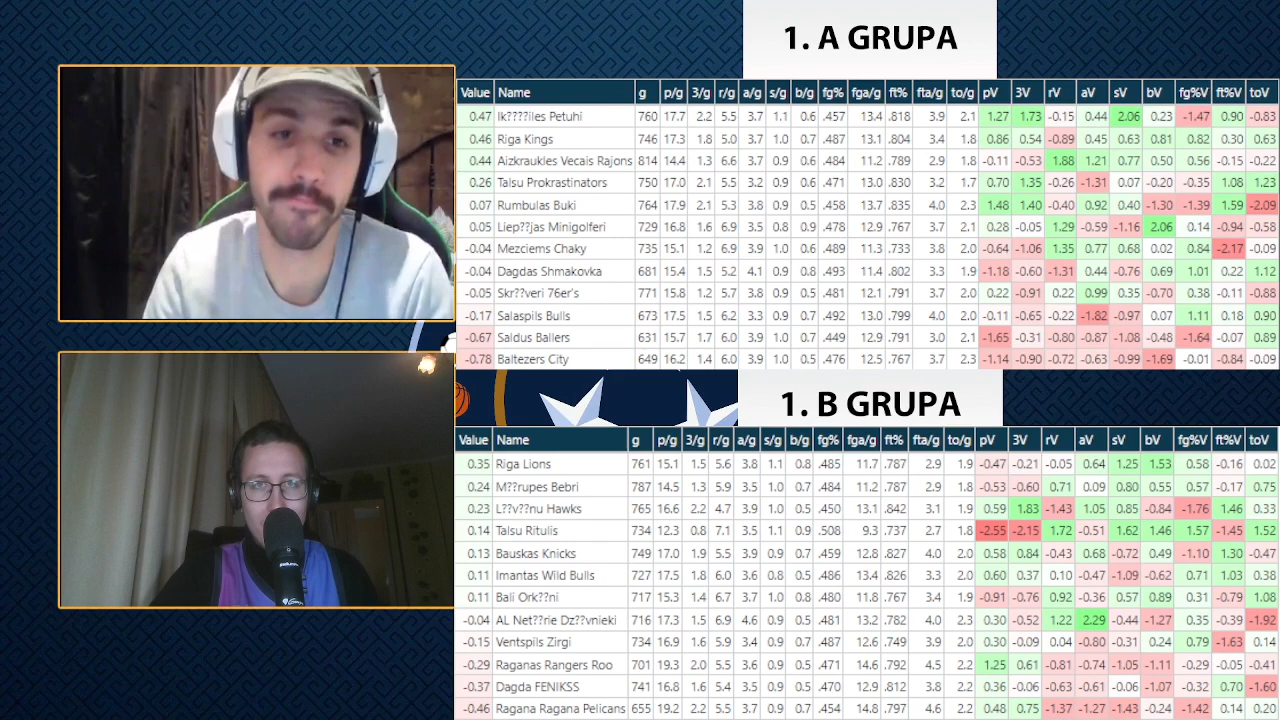 1. A GRUPA
Value Name g p/g 3/g r/g a/g s/g b/g fg% fga/g ft% fta/g to/g pV 3V rV aV sV bV fg%V ft%V toV
0.47 Ik????iles Petuhi 760 17.7 2.2 5.5 3.7 1.1 0.6 .457 13.4 .818 3.9 2.1 1.27 1.73 -0.15 0.44 2.06 0.23 -1.47 0.90 -0.83
0.46 Riga Kings 746 17.3 1.8 5.0 3.7 1.0 0.7 .487 13.1 .804 3.4 1.8 0.86 0.54 -0.89 0.45 0.63 0.81 0.82 0.30 0.63
0.44 Aizkraukles Vecais Rajons 814 14.4 1.3 6.6 3.7 0.9 0.6 .484 11.2 .789 2.9 1.8 -0.11 -0.53 1.88 1.21 0.77 0.50 0.56 -0.15 -0.22
0.26 Talsu Prokrastinators 750 17.0 2.1 5.5 3.2 0.9 0.6 .471 13.0 .830 3.2 1.7 0.70 1.35 -0.26 -1.31 0.07 -0.20 -0.35 1.08 1.23
0.07 Rumbulas Buki 764 17.9 2.1 5.3 3.8 0.9 0.5 .458 13.7 .835 4.0 2.3 1.48 1.40 -0.40 0.92 0.40 -1.30 -1.39 1.59 -2.09
0.05 Liep??jas Minigolferi 729 16.8 1.6 6.9 3.5 0.9 0.8 .478 12.9 .767 3.7 2.1 0.28 -0.05 1.29 -0.59 -1.16 2.06 0.14 -0.94 -0.58
-0.04 Mezciems Chaky 735 15.1 1.2 6.9 3.9 1.0 0.6 .489 11.3 .733 3.8 2.0 -0.64 -1.06 1.35 0.77 0.68 0.02 0.84 -2.17 -0.09
-0.04 Dagdas Shmakovka 681 15.4 1.5 5.2 4.1 0.9 0.8 .493 11.4 .802 3.3 1.9 -1.18 -0.60 -1.31 0.44 -0.76 0.69 1.01 0.22 1.12
-0.05 Skr??veri 76er's 771 15.8 1.2 5.7 3.8 0.9 0.5 .481 12.1 .791 3.7 2.0 0.22 -0.91 0.22 0.99 0.35 -0.70 0.38 -0.11 -0.88
-0.17 Salaspils Bulls 673 17.5 1.5 6.2 3.3 0.9 0.7 .492 13.0 .799 4.0 2.0 -0.11 -0.65 -0.22 -1.82 -0.97 0.07 1.11 0.18 0.90
-0.67 Saldus Ballers 631 15.7 1.7 6.0 3.9 0.9 0.7 .449 12.9 .791 3.0 2.1 -1.65 -0.31 -0.80 -0.87 -1.08 -0.48 -1.64 -0.07 0.89
-0.78 Baltezers City 649 16.2 1.4 6.0 3.9 1.0 0.5 .476 12.5 .767 3.7 2.3 -1.14 -0.90 -0.72 -0.63 -0.93 -1.69 -0.01 -0.84 -0.09
1. B GRUPA
Value Name g p/g 3/g r/g a/g s/g b/g fg% fga/g ft% fta/g to/g pV 3V rV aV sV bV fg%V ft%V toV
0.35 Riga Lions 761 15.1 1.5 5.6 3.8 1.1 0.8 .485 11.7 .787 2.9 1.9 -0.47 -0.21 -0.05 0.64 1.25 1.53 0.58 -0.16 0.02
0.24 M??rupes Bebri 787 14.5 1.3 5.9 3.5 1.0 0.6 .484 11.2 .787 2.9 1.8 -0.53 -0.60 0.71 0.09 0.80 0.55 0.57 -0.17 0.75
0.23 L??v??nu Hawks 765 16.6 2.2 4.7 3.9 1.0 0.5 .450 13.1 .842 3.1 1.9 0.59 1.83 -1.43 1.05 0.85 -0.84 -1.76 1.46 0.33
0.14 Talsu Ritulis 734 12.3 0.8 7.1 3.5 1.1 0.9 .508 9.3 .737 2.7 1.8 -2.55 -2.15 1.72 -0.51 1.62 1.46 1.57 -1.45 1.52
0.13 Bauskas Knicks 749 17.0 1.9 5.5 3.9 0.9 0.7 .459 12.8 .827 4.0 2.0 0.58 0.84 -0.43 0.68 -0.72 0.49 -1.10 1.30 -0.47
0.11 Imantas Wild Bulls 727 17.5 1.8 6.0 3.6 0.8 0.5 .486 13.4 .826 3.3 2.0 0.60 0.37 0.10 -0.47 -1.09 -0.62 0.71 1.03 0.38
0.11 Bali Ork??ni 717 15.3 1.4 6.7 3.7 1.0 0.8 .480 11.8 .767 3.4 1.9 -0.91 -0.76 0.92 -0.36 0.57 0.89 0.31 -0.79 1.08
-0.04 AL Net??rie Dz??vnieki 716 17.3 1.5 6.9 4.6 0.9 0.5 .481 13.2 .782 4.0 2.3 0.30 -0.52 1.22 2.29 -0.44 -1.27 0.35 -0.39 -1.92
-0.15 Ventspils Zirgi 734 16.9 1.6 5.9 3.4 0.9 0.6 .487 12.6 .749 3.9 2.0 0.30 -0.09 0.04 -0.80 -0.31 0.24 0.79 -1.63 0.14
-0.29 Raganas Rangers Roo 701 19.3 2.0 5.5 3.6 0.9 0.5 .471 14.6 .792 4.5 2.2 1.25 0.61 -0.81 -0.74 -1.05 -1.11 -0.29 -0.05 -0.41
-0.37 Dagda FENIKSS 741 16.8 1.6 5.4 3.5 0.9 0.5 .470 12.9 .812 3.8 2.2 0.36 -0.06 -0.63 -0.61 -0.06 -1.07 -0.32 0.70 -1.60
-0.46 Ragana Ragana Pelicans 655 19.2 2.2 5.5 3.7 0.9 0.7 .454 14.8 .797 4.6 2.2 0.48 0.75 -1.37 -1.27 -1.43 -0.24 -1.42 0.14 0.20